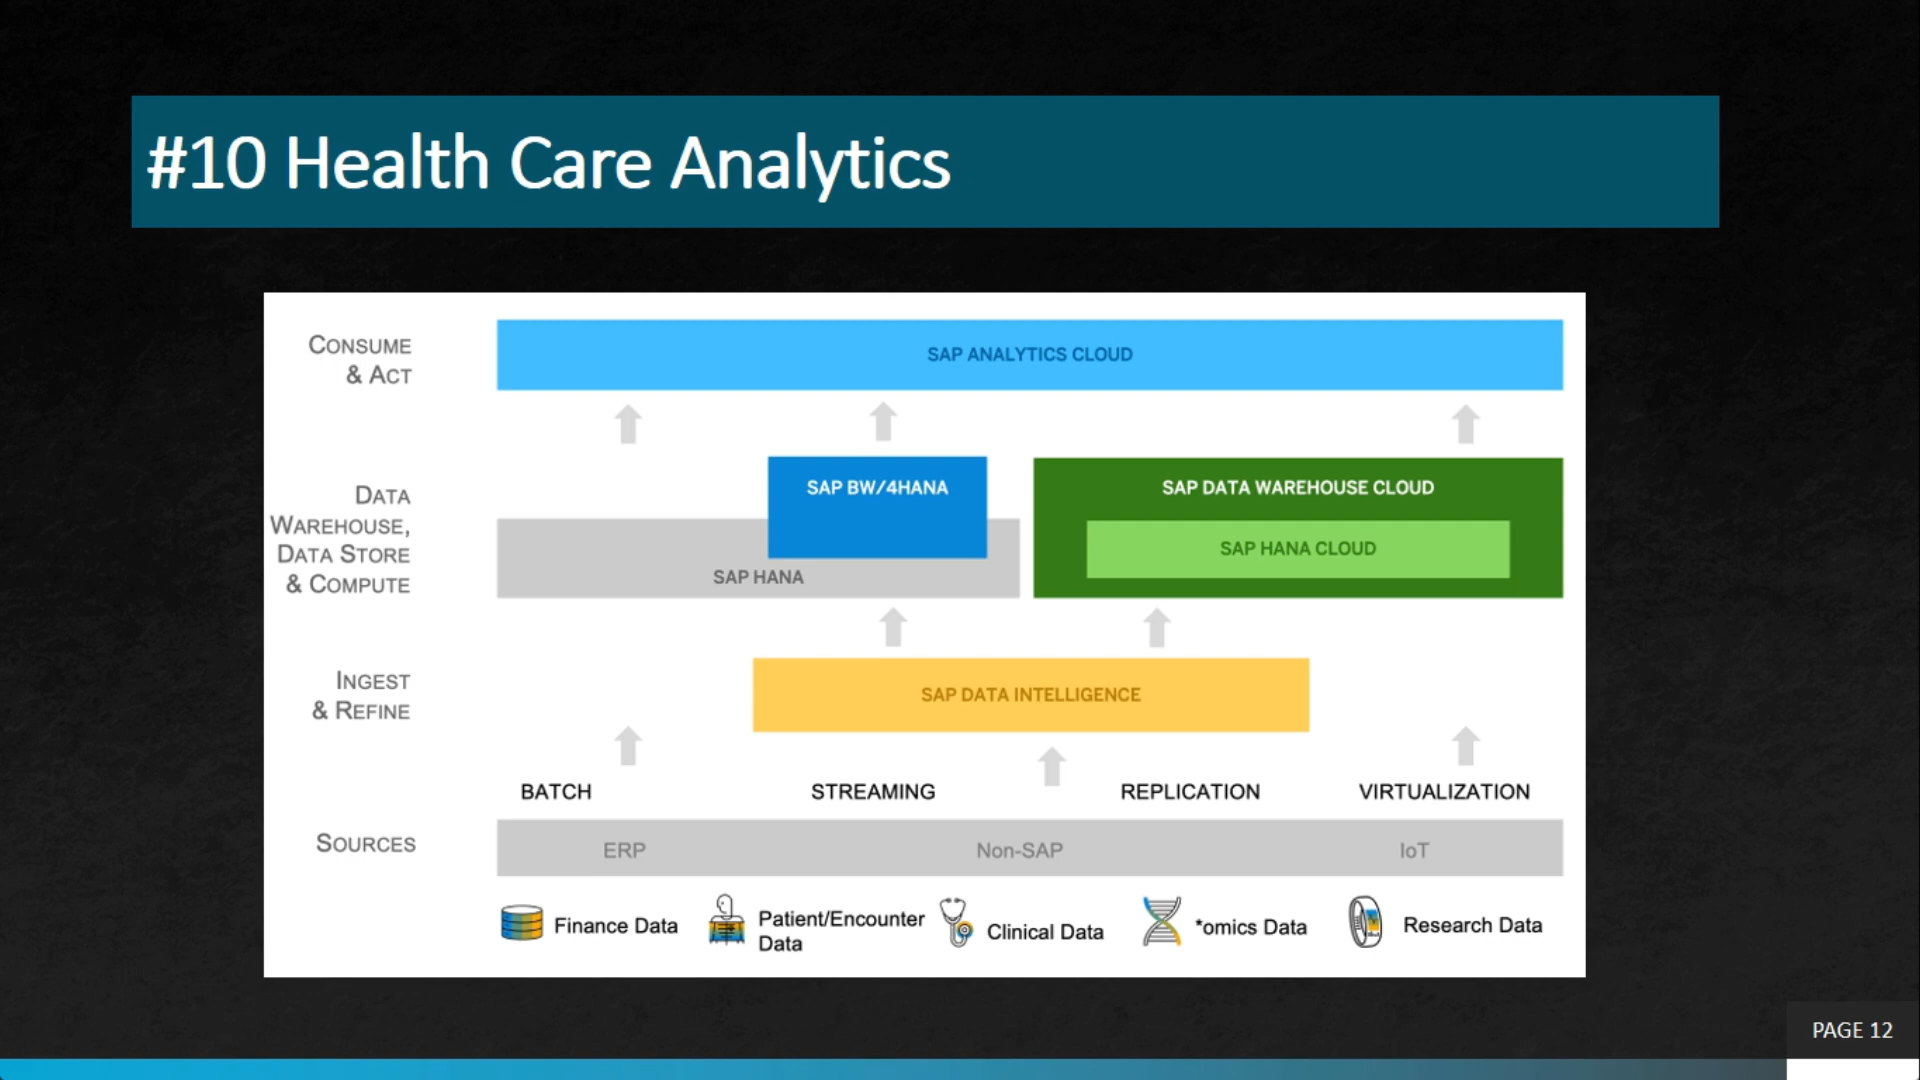 #10 Health Care Analytics
CONSUME
& ACT
SAP ANALYTICS CLOUD
DATA
WAREHOUSE,
DATA STORE
& COMPUTE
SAP BW/4HANA
SAP HANA
SAP DATA WAREHOUSE CLOUD
SAP HANA CLOUD
INGEST
& REFINE
SAP DATA INTELLIGENCE
BATCH
STREAMING
REPLICATION
VIRTUALIZATION
SOURCES
ERP
Non-SAP
IoT
Finance Data
Patient/Encounter
Data
Clinical Data
*omics Data
Research Data
PAGE 12